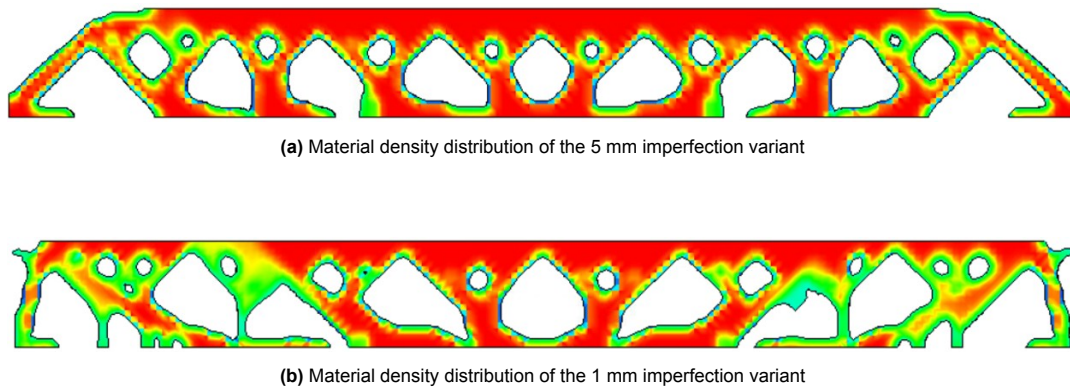 (a) Material density distribution of the 5 mm imperfection variant
(b) Material density distribution of the 1 mm imperfection variant